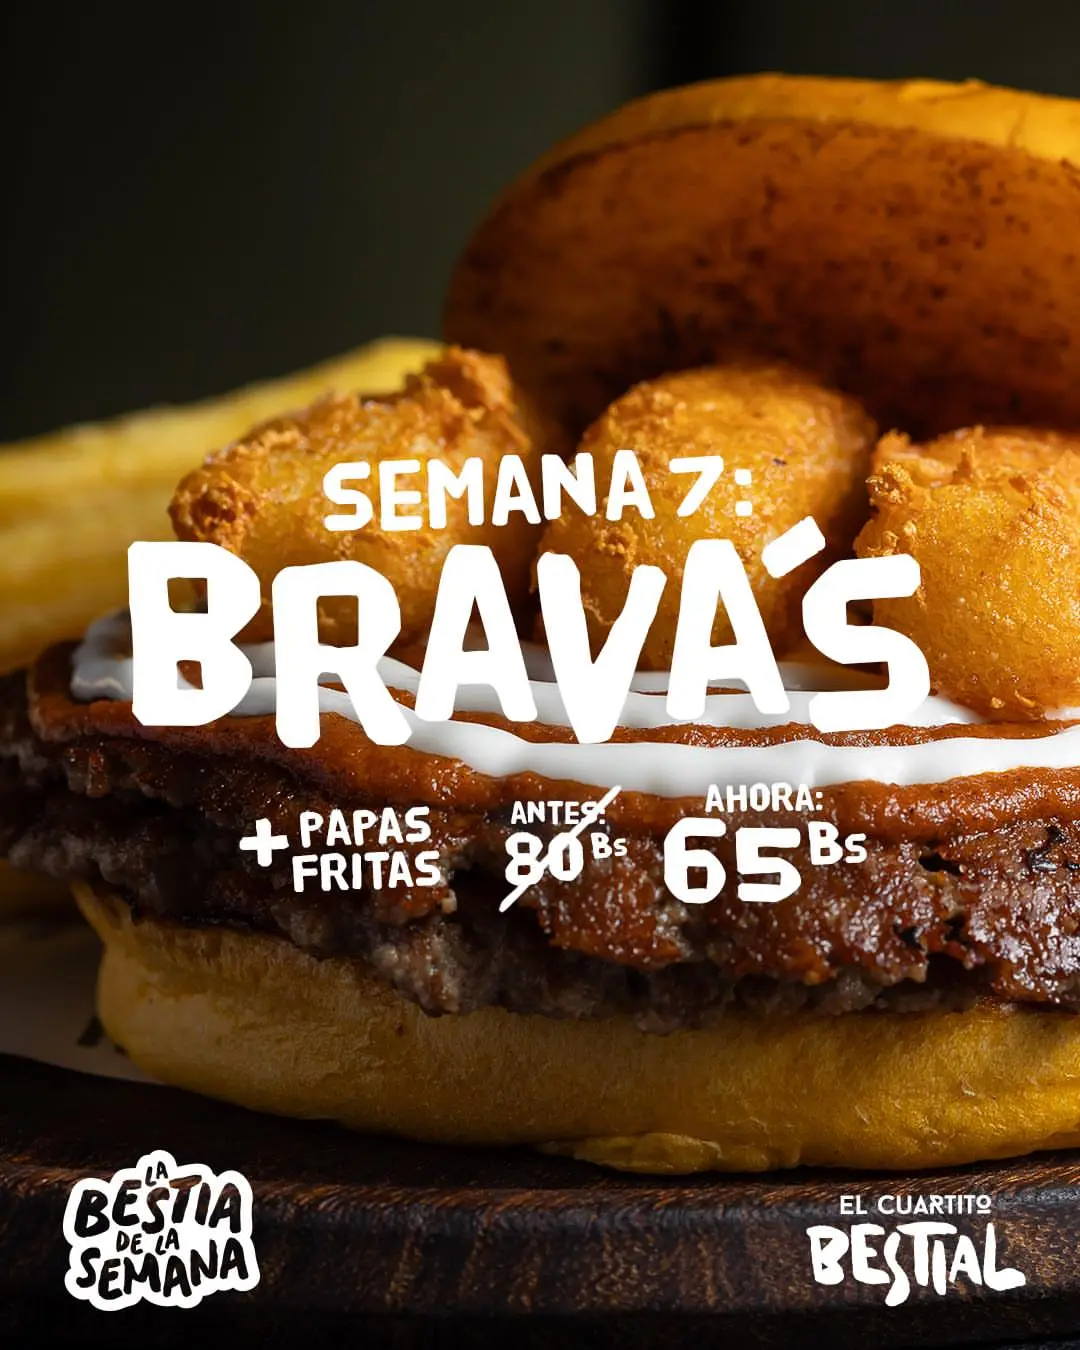 SEMANA 7:
BRAVA'S
+ PAPAS
FRITAS
ANTES:
80 Bs
AHORA:
65 Bs
LA
BESTIA
DE LA
SEMANA
EL CUARTITO
BESTIAL